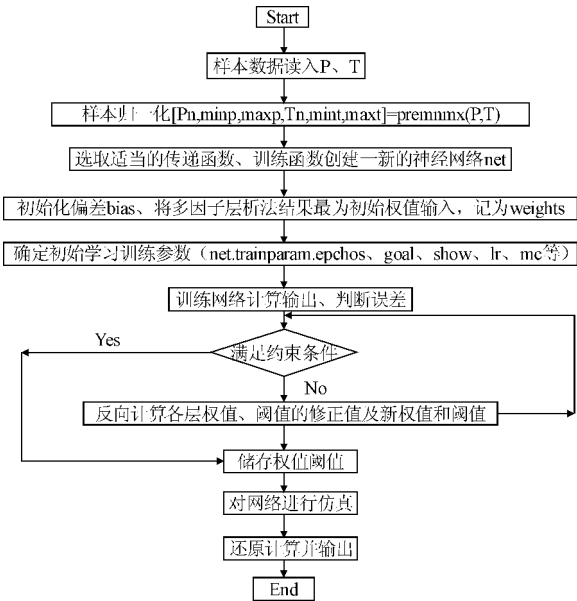 Start
样本数据读入P、T
样本归一化[Pn,minp,maxp,Tn,mint,maxt]=premnmx(P,T)
选取适当的传递函数、训练函数创建一新的神经网络net
初始化偏差bias、将多因子层析法结果最为初始权值输入，记为weights
确定初始学习训练参数（net.trainparam.epchos、goal、show、lr、mc等）
训练网络计算输出、判断误差
Yes
满足约束条件
No
反向计算各层权值、阈值的修正值及新权值和阈值
储存权值阈值
对网络进行仿真
还原计算并输出
End